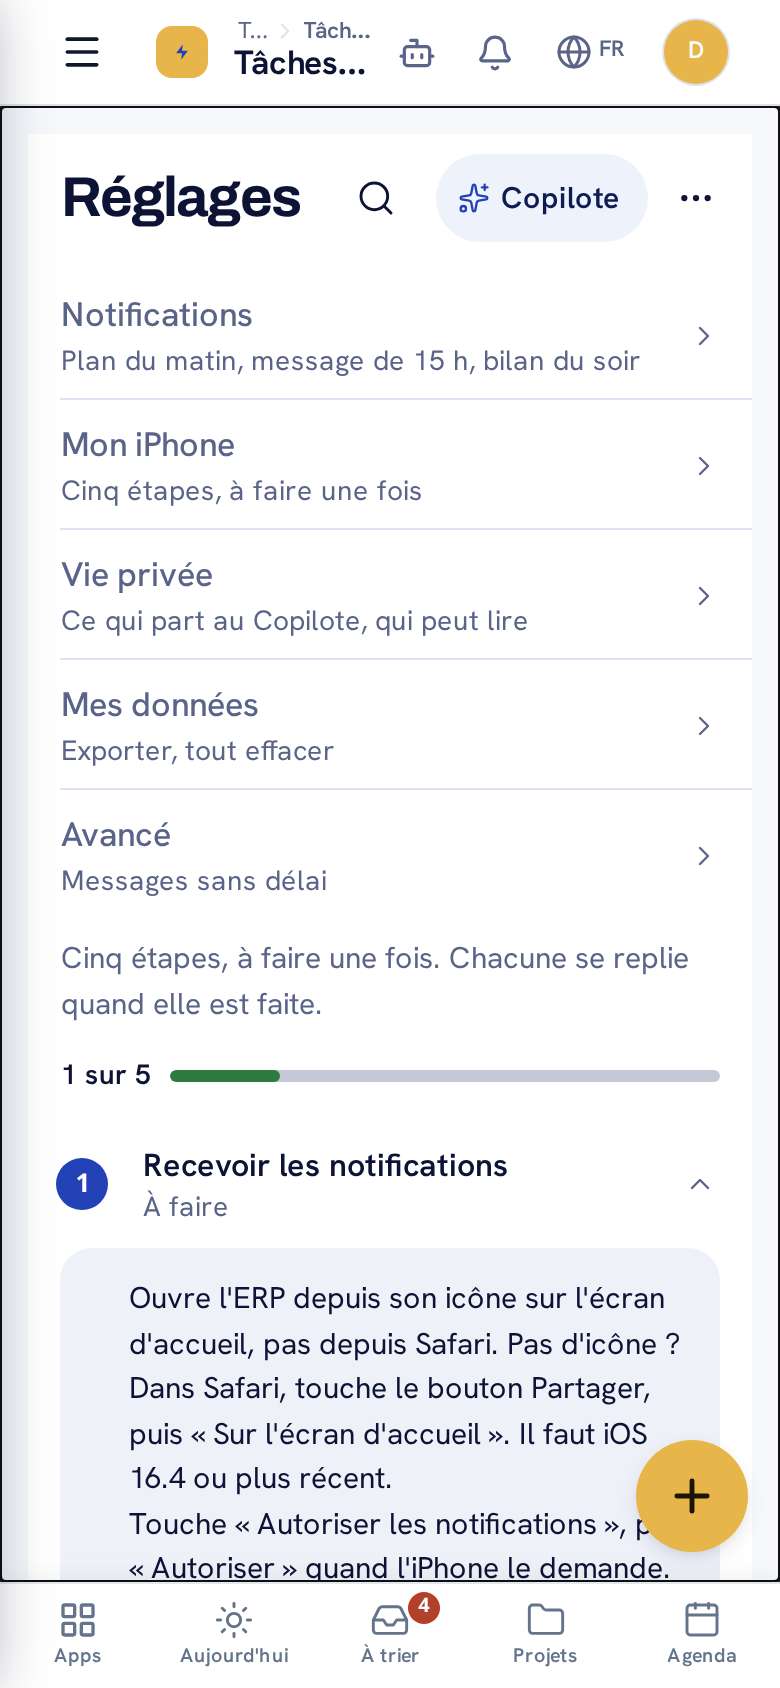 T... > Tâch...
Tâches...
FR
D
Réglages
Copilote
Notifications
Plan du matin, message de 15 h, bilan du soir
Mon iPhone
Cinq étapes, à faire une fois
Vie privée
Ce qui part au Copilote, qui peut lire
Mes données
Exporter, tout effacer
Avancé
Messages sans délai
Cinq étapes, à faire une fois. Chacune se replie
quand elle est faite.
1 sur 5
1
Recevoir les notifications
À faire
Ouvre l'ERP depuis son icône sur l'écran
d'accueil, pas depuis Safari. Pas d'icône ?
Dans Safari, touche le bouton Partager,
puis « Sur l'écran d'accueil ». Il faut iOS
16.4 ou plus récent.
Touche « Autoriser les notifications »,
« Autoriser » quand l'iPhone le demande.
4
Apps
Aujourd'hui
À trier
Projets
Agenda